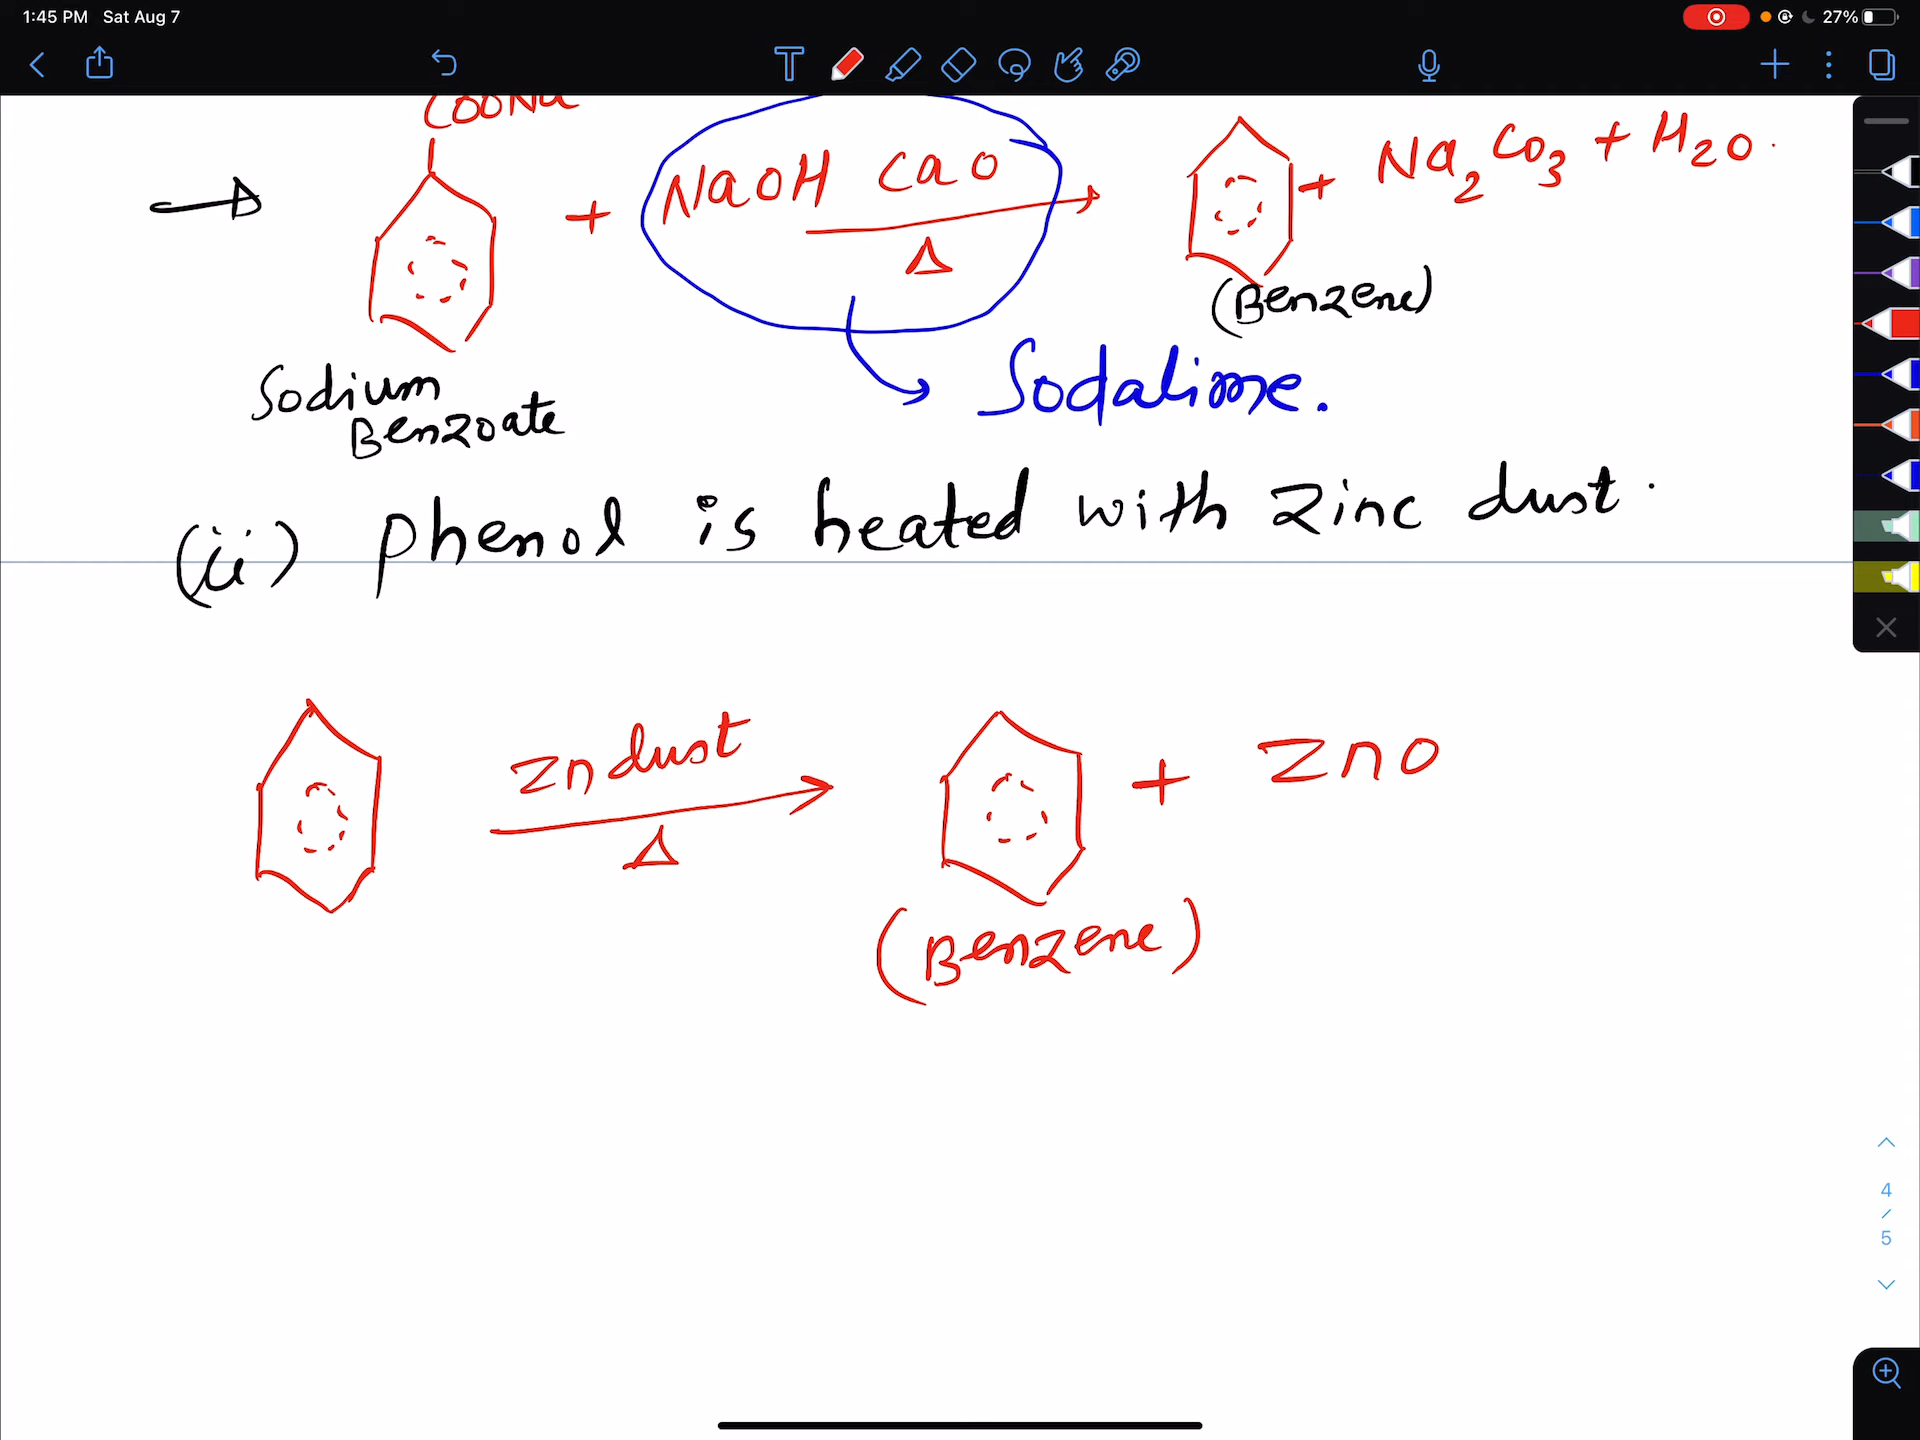 1:45 PM Sat Aug 7
27%
COONa
+ NaOH CaO + Na2CO3 + H2O.
Δ
(Benzene)
Sodium
Benzoate
Sodalime.
(ii) phenol is heated with zinc dust.
Zn dust
Δ
+ ZnO
(Benzene)
4
/
5